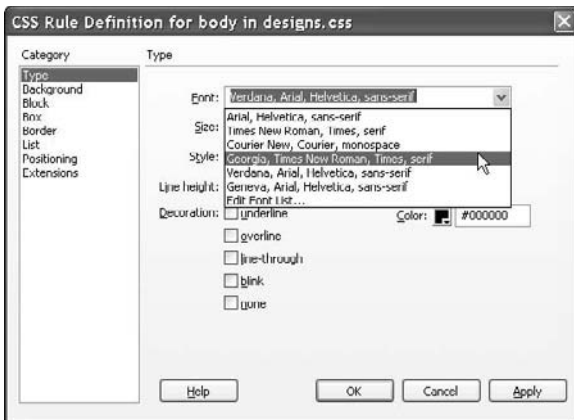 CSS Rule Definition for body in designs.css
Category
Type
Type
Background
Block
Box
Border
List
Positioning
Extensions
Font: Verdana, Arial, Helvetica, sans-serif
Arial, Helvetica, sans-serif
Size:
Times New Roman, Times, serif
Courier New, Courier, monospace
Style:
Georgia, Times New Roman, Times, serif
Verdana, Arial, Helvetica, sans-serif
Line height:
Geneva, Arial, Helvetica, sans-serif
Edit Font List...
Decoration: underline Color: #000000
overline
line-through
blink
none
Help OK Cancel Apply